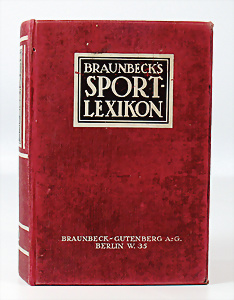 BRAUNBECK'S
SPORT-
LEXIKON
BRAUNBECK-GUTENBERG A-G.
BERLIN W. 35